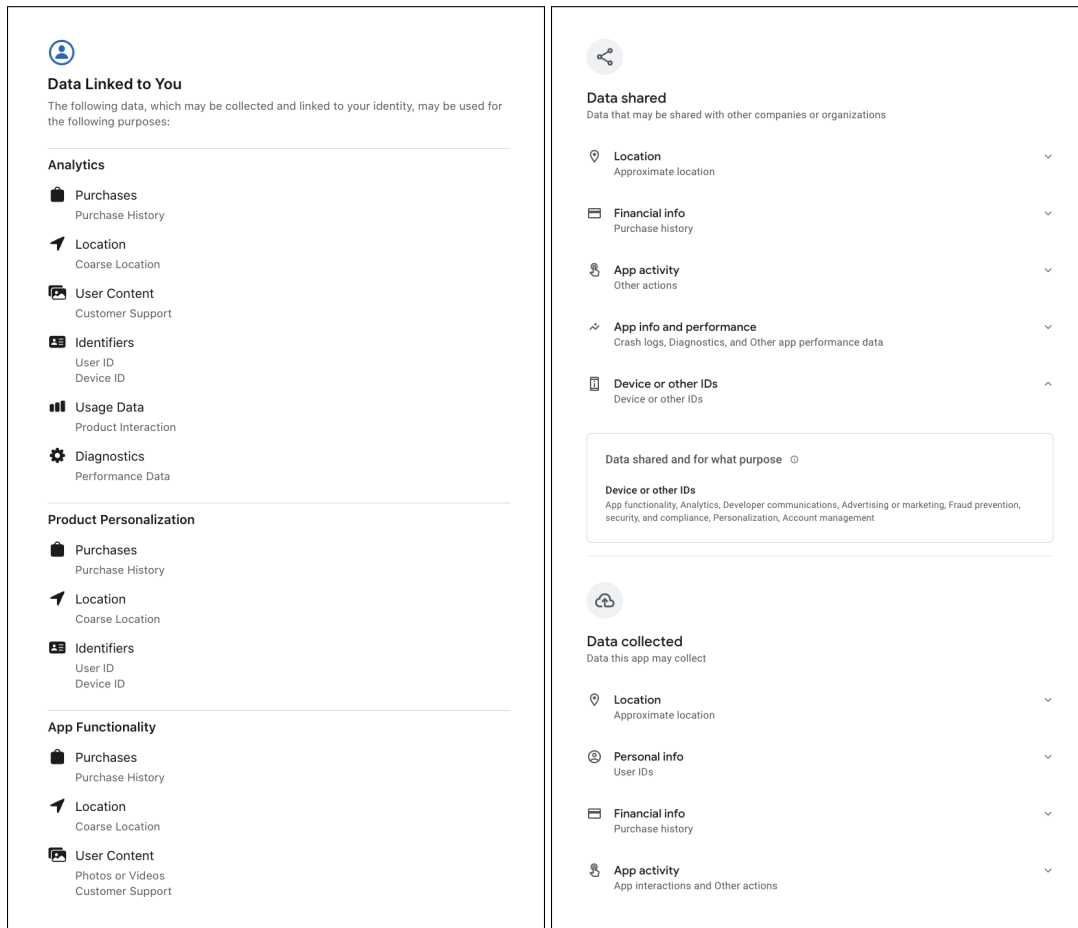 Data Linked to You
The following data, which may be collected and linked to your identity, may be used for
the following purposes:
Analytics
Purchases
Purchase History
Location
Coarse Location
User Content
Customer Support
Identifiers
User ID
Device ID
Usage Data
Product Interaction
Diagnostics
Performance Data
Product Personalization
Purchases
Purchase History
Location
Coarse Location
Identifiers
User ID
Device ID
App Functionality
Purchases
Purchase History
Location
Coarse Location
User Content
Photos or Videos
Customer Support
Data shared
Data that may be shared with other companies or organizations
Location
Approximate location
Financial info
Purchase history
App activity
Other actions
App info and performance
Crash logs, Diagnostics, and Other app performance data
Device or other IDs
Device or other IDs
Data shared and for what purpose
Device or other IDs
App functionality, Analytics, Developer communications, Advertising or marketing, Fraud prevention,
security, and compliance, Personalization, Account management
Data collected
Data this app may collect
Location
Approximate location
Personal info
User IDs
Financial info
Purchase history
App activity
App interactions and Other actions